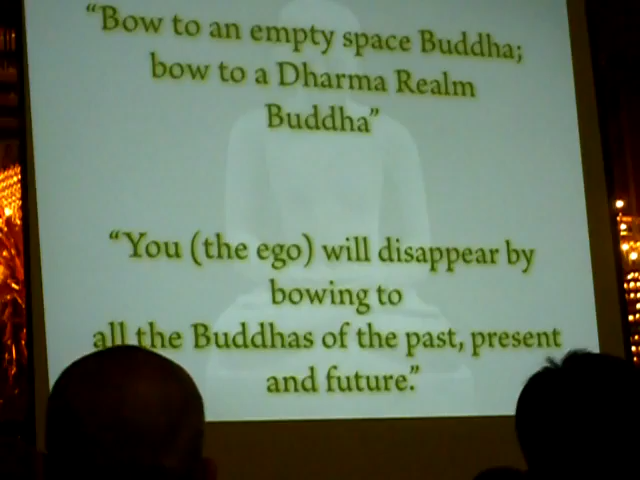 “Bow to an empty space Buddha;
bow to a Dharma Realm
Buddha”
“You (the ego) will disappear by
bowing to
all the Buddhas of the past, present
and future.”